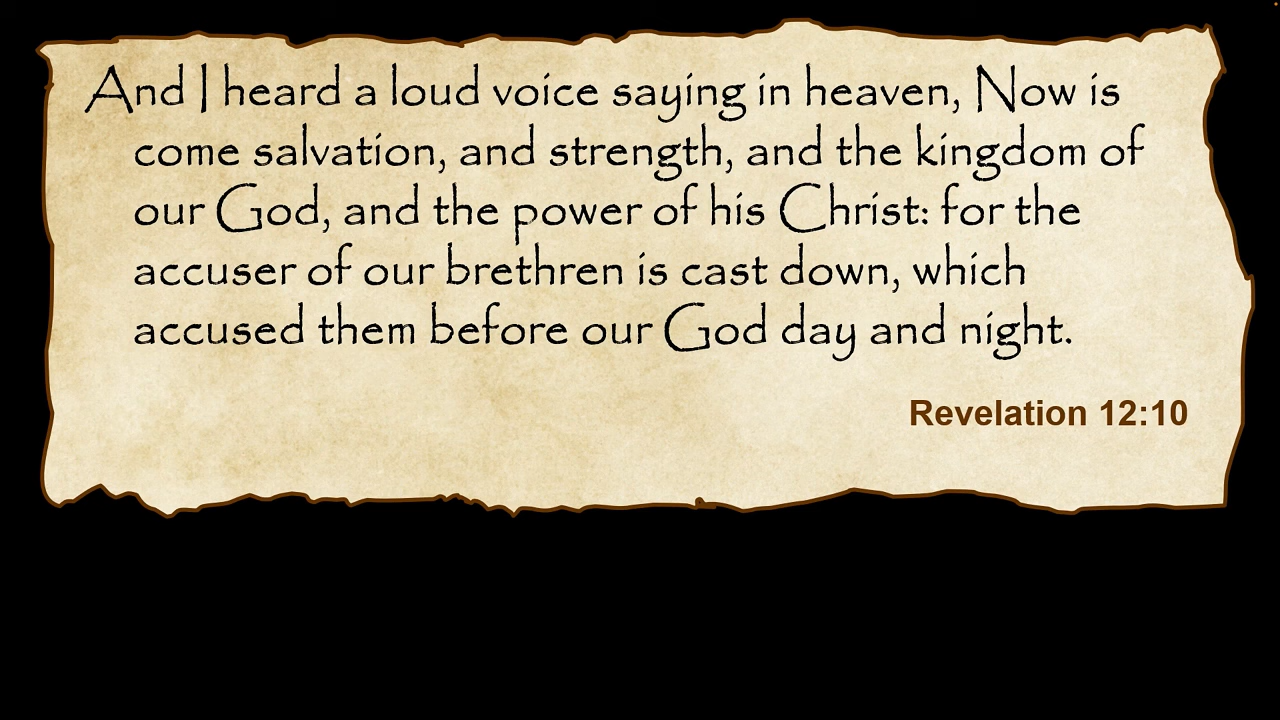 And I heard a loud voice saying in heaven, Now is
come salvation, and strength, and the kingdom of
our God, and the power of his Christ: for the
accuser of our brethren is cast down, which
accused them before our God day and night.
Revelation 12:10